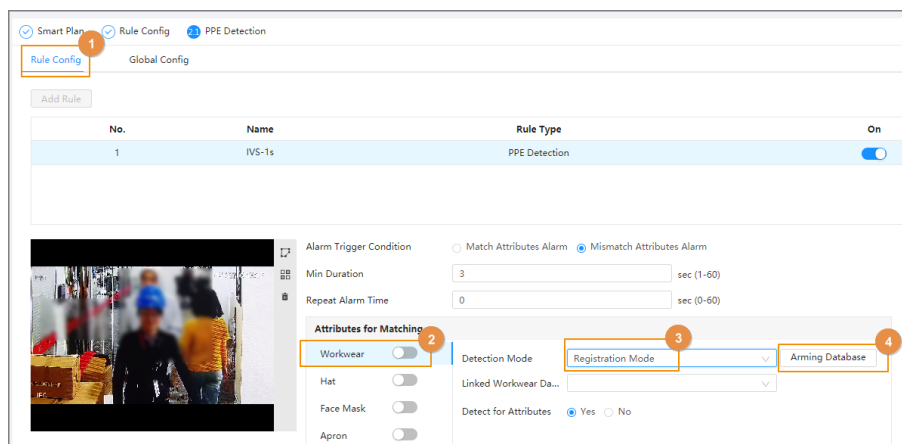 Smart Plan Rule Config 2.1 PPE Detection
1
Rule Config Global Config
Add Rule
No. Name Rule Type On
1 IVS-1s PPE Detection
Alarm Trigger Condition Match Attributes Alarm Mismatch Attributes Alarm
Min Duration 3 sec (1-60)
Repeat Alarm Time 0 sec (0-60)
Attributes for Matching
2
3
4
Workwear
Detection Mode Registration Mode Arming Database
Hat
Linked Workwear Da...
Face Mask
Detect for Attributes Yes No
Apron